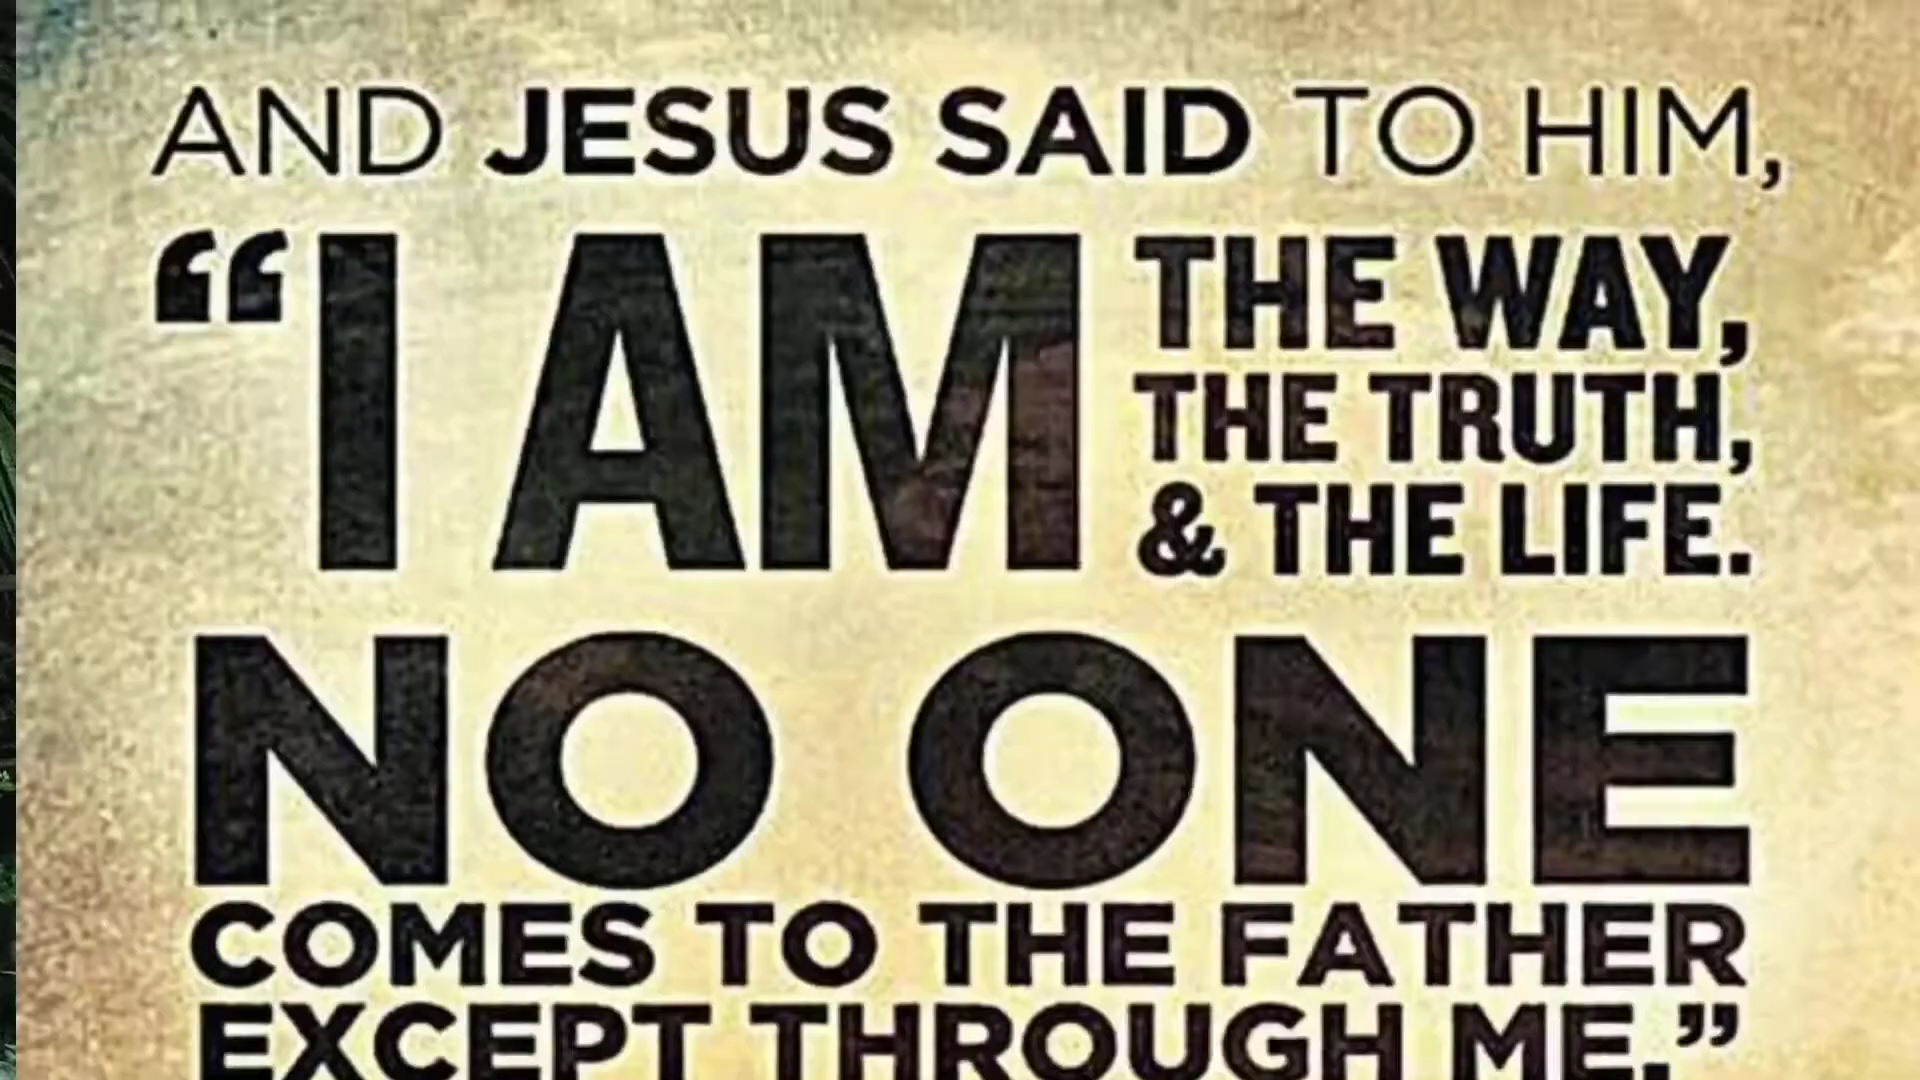 AND JESUS SAID TO HIM,
“I AM THE WAY,
THE TRUTH,
& THE LIFE.
NO ONE
COMES TO THE FATHER
EXCEPT THROUGH ME.”